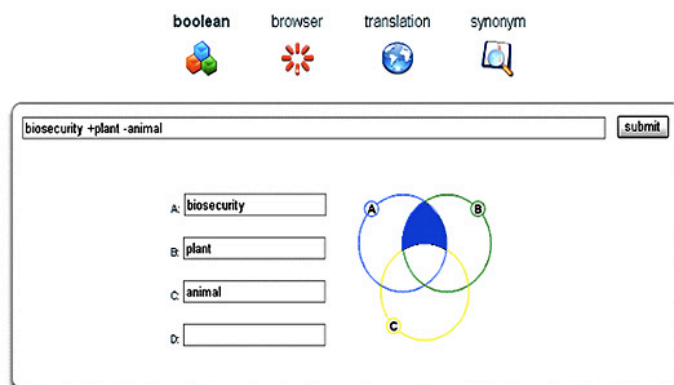 boolean browser translation synonym
biosecurity +plant -animal submit
A: biosecurity
B: plant
C: animal
D:
A B
C